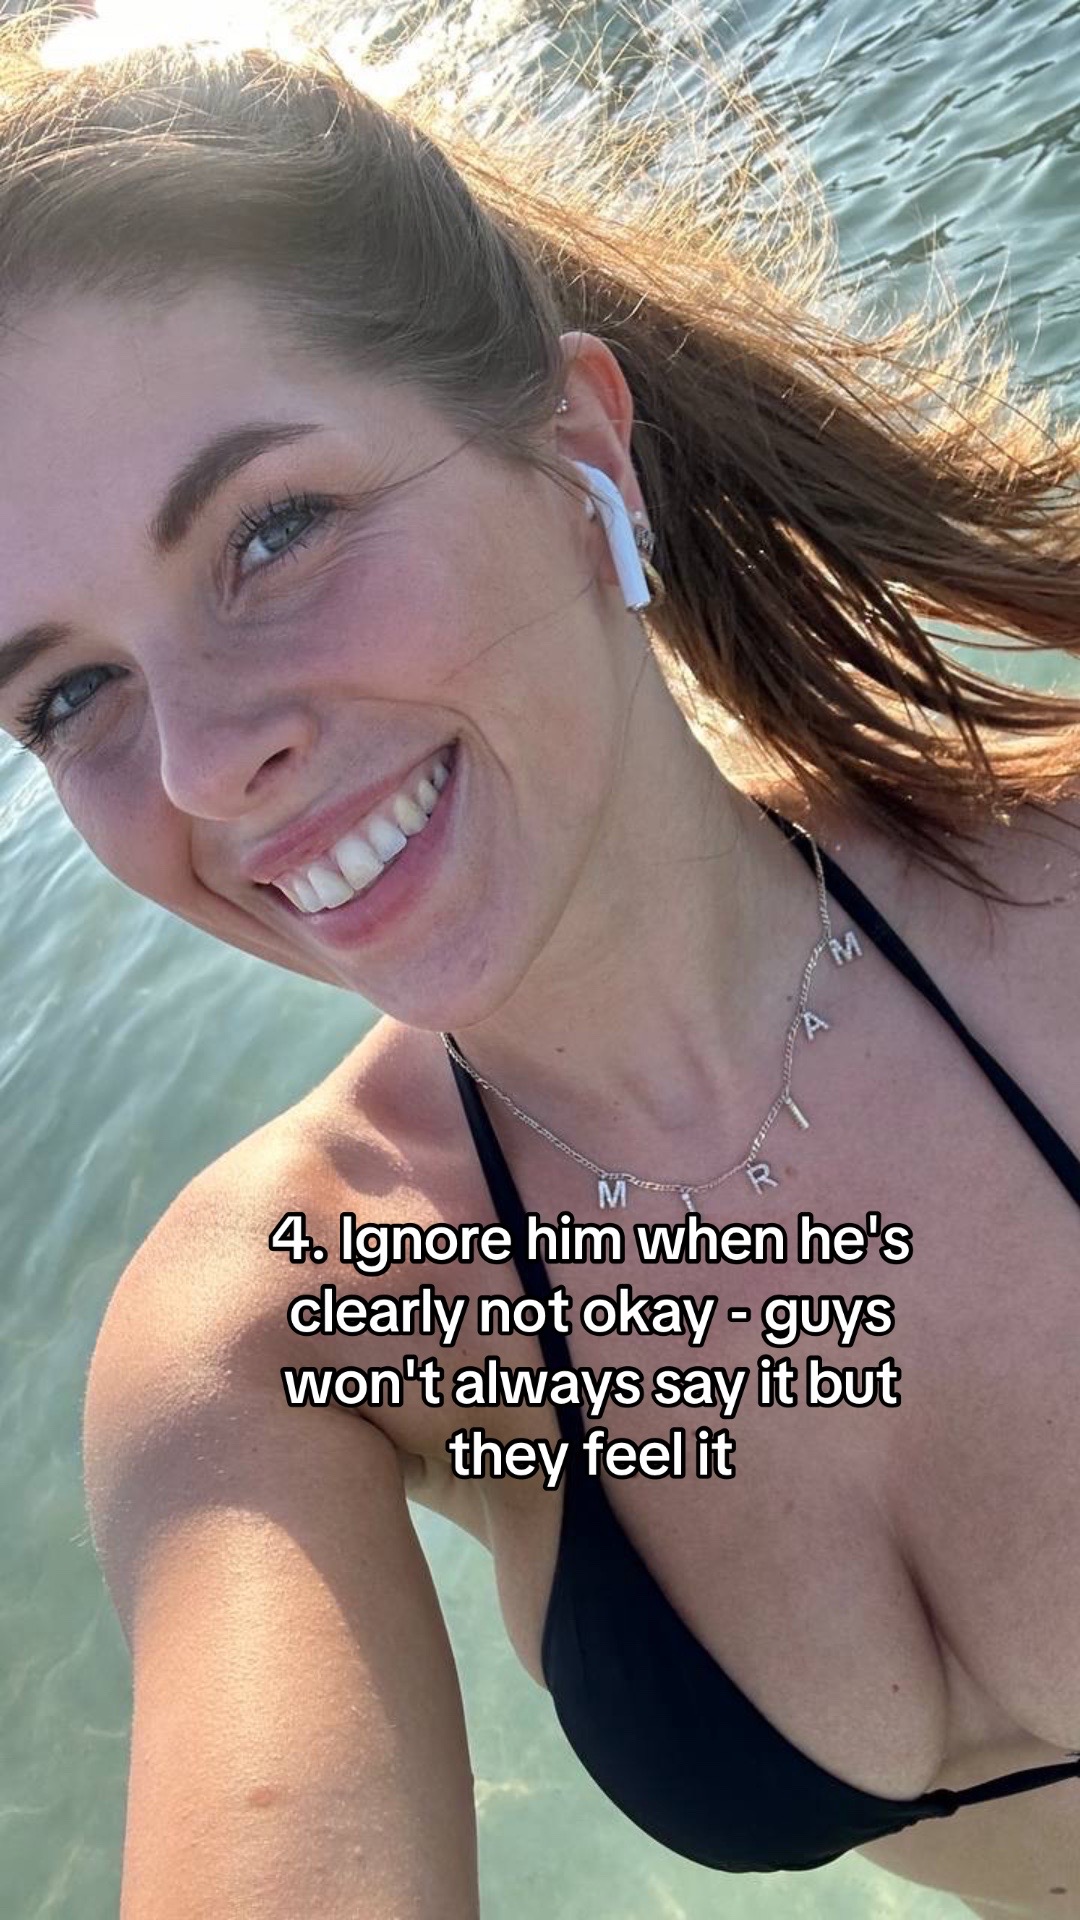 M
A
I
R
I
M
4. Ignore him when he's
clearly not okay - guys
won't always say it but
they feel it